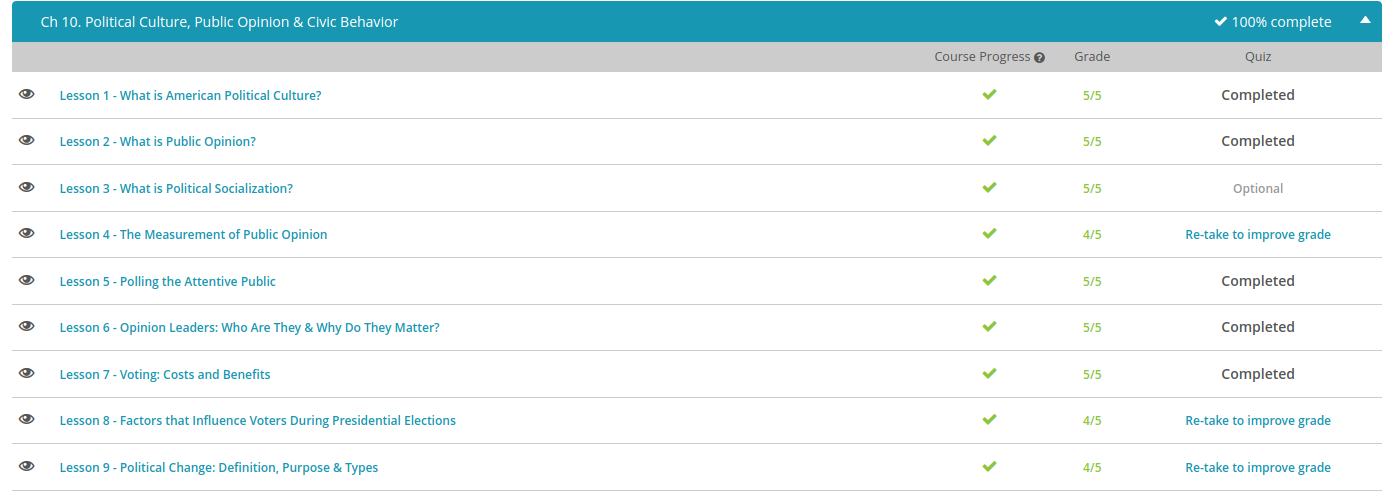 Ch 10. Political Culture, Public Opinion & Civic Behavior 100% complete
Course Progress ? Grade Quiz
Lesson 1 - What is American Political Culture? 5/5 Completed
Lesson 2 - What is Public Opinion? 5/5 Completed
Lesson 3 - What is Political Socialization? 5/5 Optional
Lesson 4 - The Measurement of Public Opinion 4/5 Re-take to improve grade
Lesson 5 - Polling the Attentive Public 5/5 Completed
Lesson 6 - Opinion Leaders: Who Are They & Why Do They Matter? 5/5 Completed
Lesson 7 - Voting: Costs and Benefits 5/5 Completed
Lesson 8 - Factors that Influence Voters During Presidential Elections 4/5 Re-take to improve grade
Lesson 9 - Political Change: Definition, Purpose & Types 4/5 Re-take to improve grade